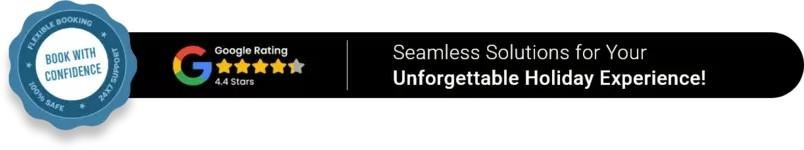 FLEXIBLE BOOKING
BOOK WITH
CONFIDENCE
100% SAFE
24X7 SUPPORT
Google Rating
4.4 Stars
Seamless Solutions for Your
Unforgettable Holiday Experience!